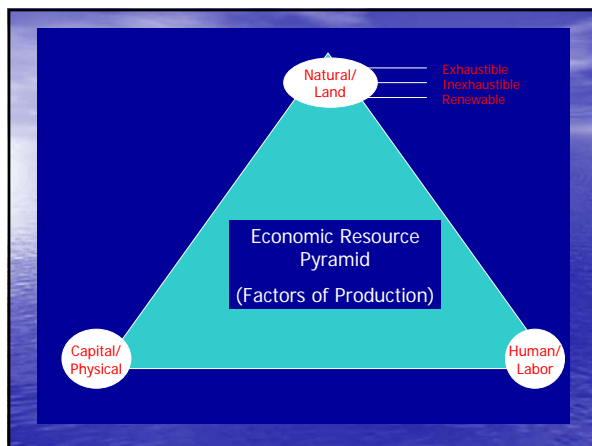 Natural/
Land
Exhaustible
Inexhaustible
Renewable
Economic Resource
Pyramid
(Factors of Production)
Capital/
Physical
Human/
Labor